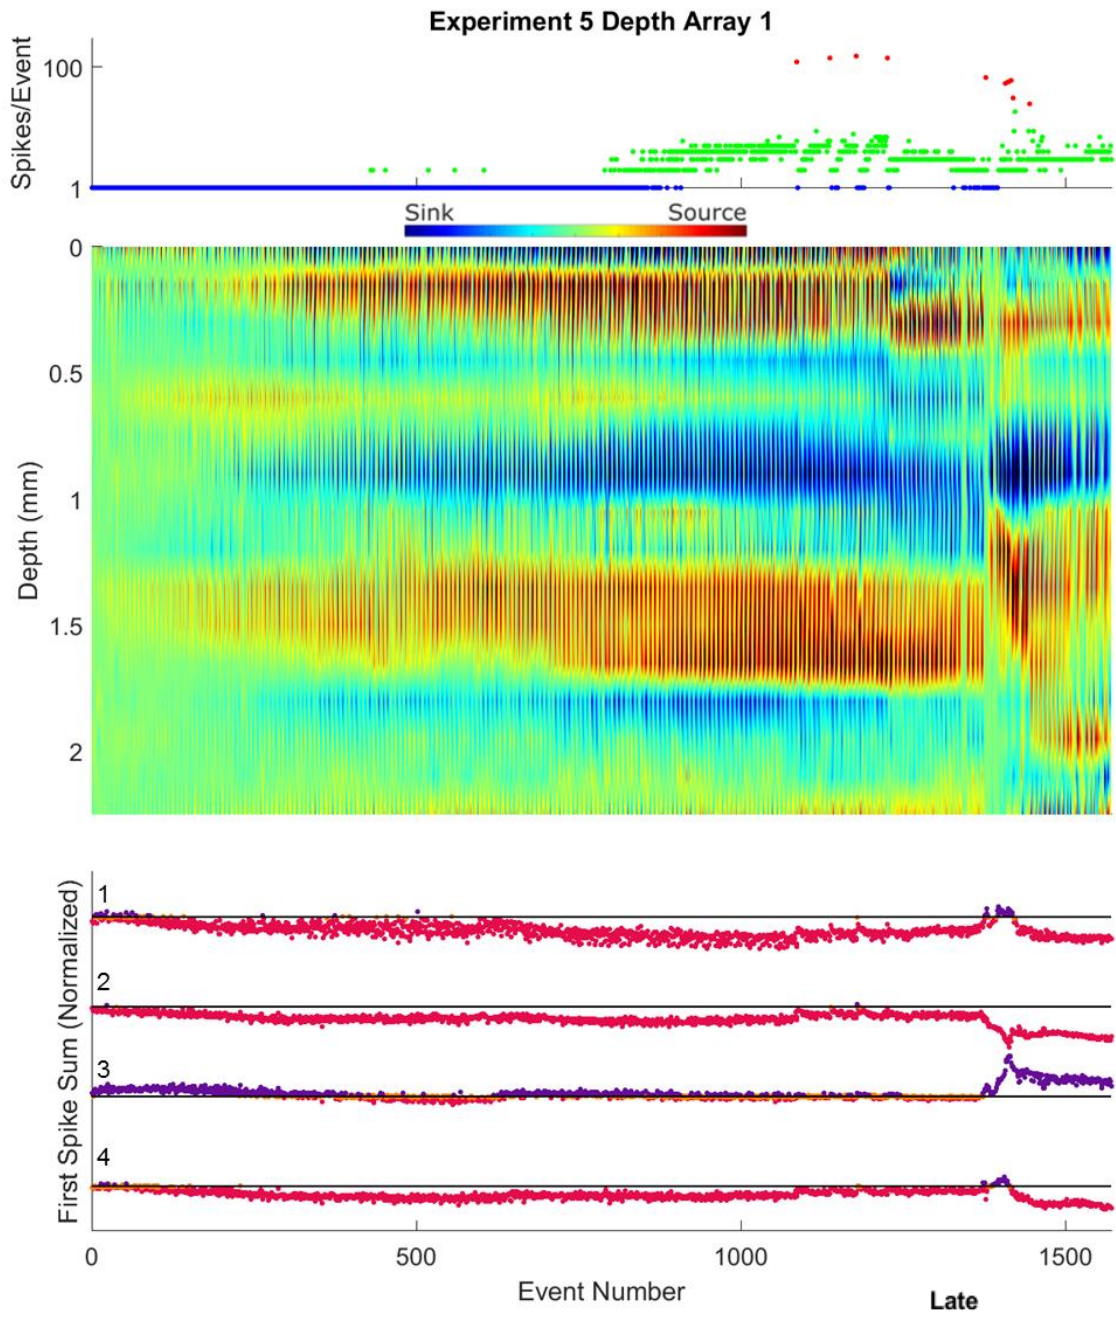 Experiment 5 Depth Array 1
Spikes/Event
100
1
Sink Source
Depth (mm)
0
0.5
1
1.5
2
First Spike Sum (Normalized)
1
2
3
4
0 500 1000 1500
Event Number
Late